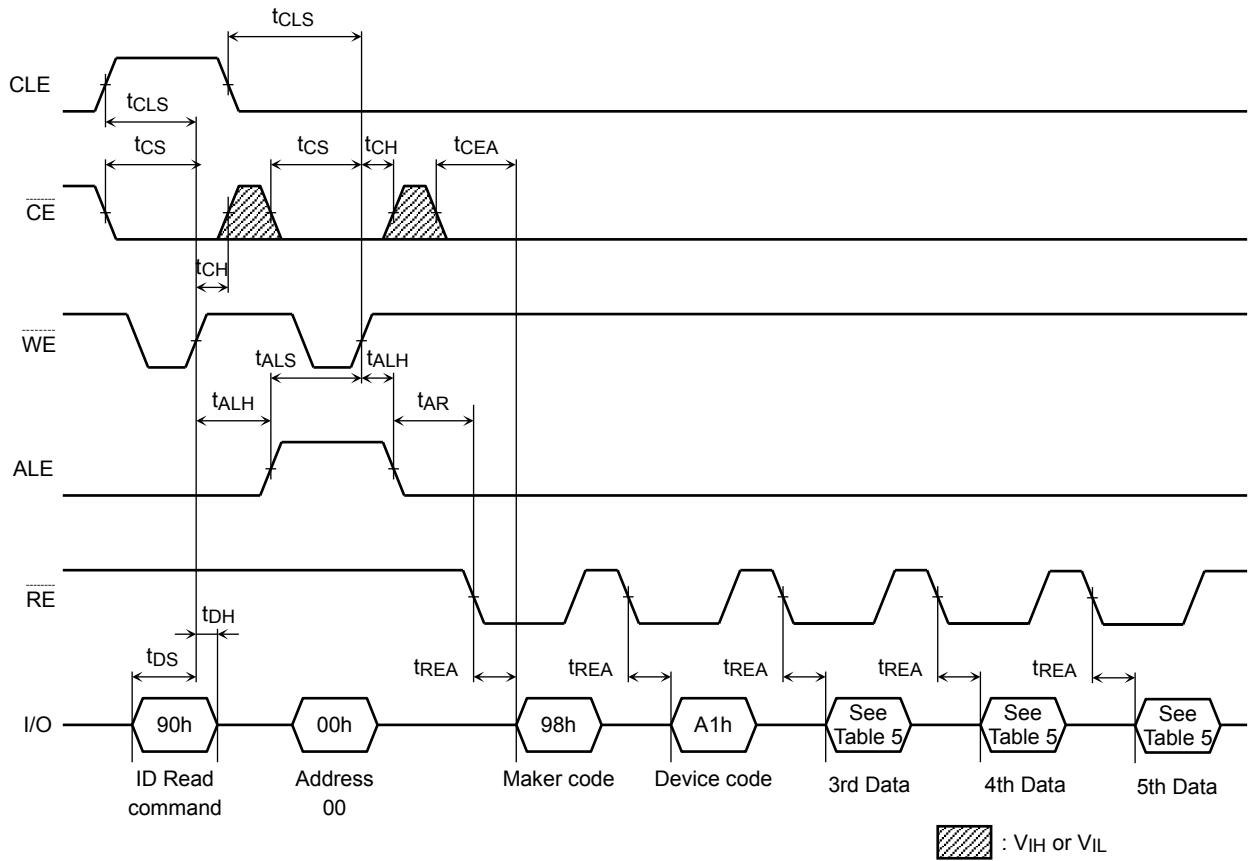 tCLS
CLE
tCLS
tCS
tCS
tCH
tCEA
CE
tCH
WE
tALS
tALH
tALH
tAR
ALE
RE
tDH
tDS
tREA
tREA
tREA
tREA
tREA
I/O
90h
00h
98h
A1h
See
Table 5
See
Table 5
See
Table 5
ID Read
command
Address
00
Maker code
Device code
3rd Data
4th Data
5th Data
: VIH or VIL